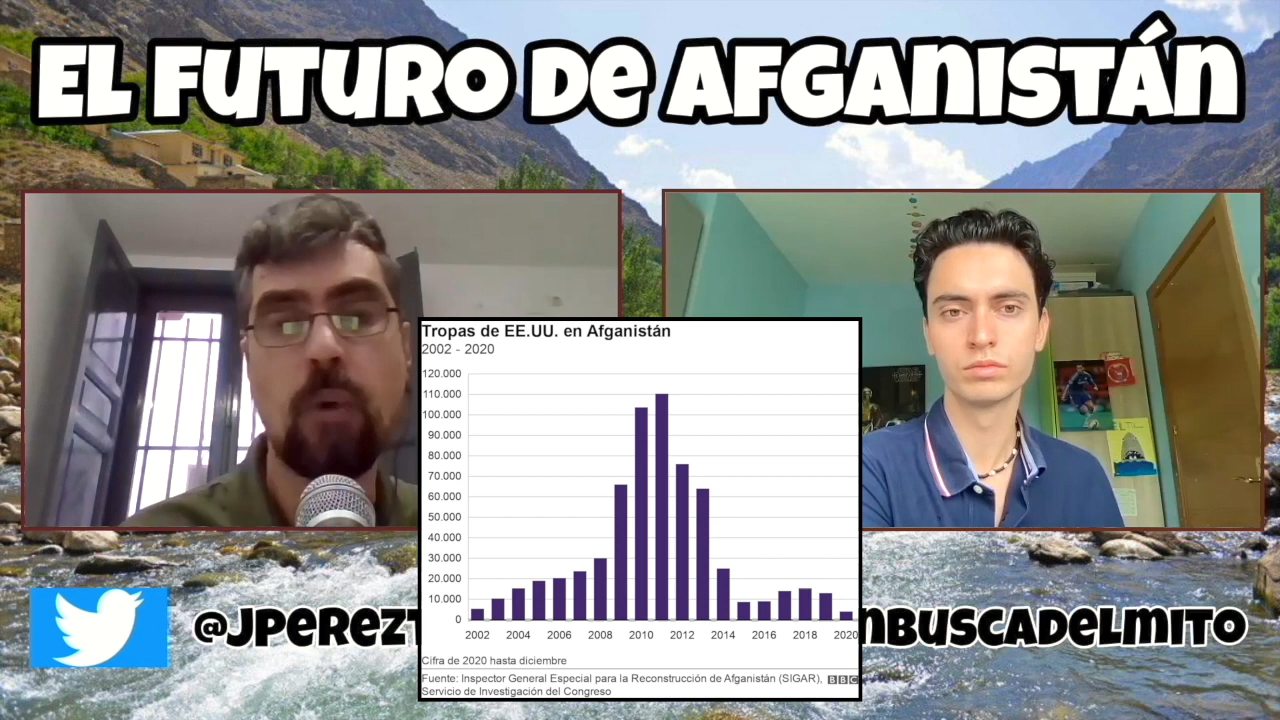 EL FUTURO DE AFGANISTÁN
Tropas de EE.UU. en Afganistán
2002 - 2020
120.000
110.000
100.000
90.000
80.000
70.000
60.000
50.000
40.000
30.000
20.000
10.000
0
2002 2004 2006 2008 2010 2012 2014 2016 2018 2020
Cifra de 2020 hasta diciembre
Fuente: Inspector General Especial para la Reconstrucción de Afganistán (SIGAR), BBC
Servicio de Investigación del Congreso
@JPEREZ
NBUSCADELMITO